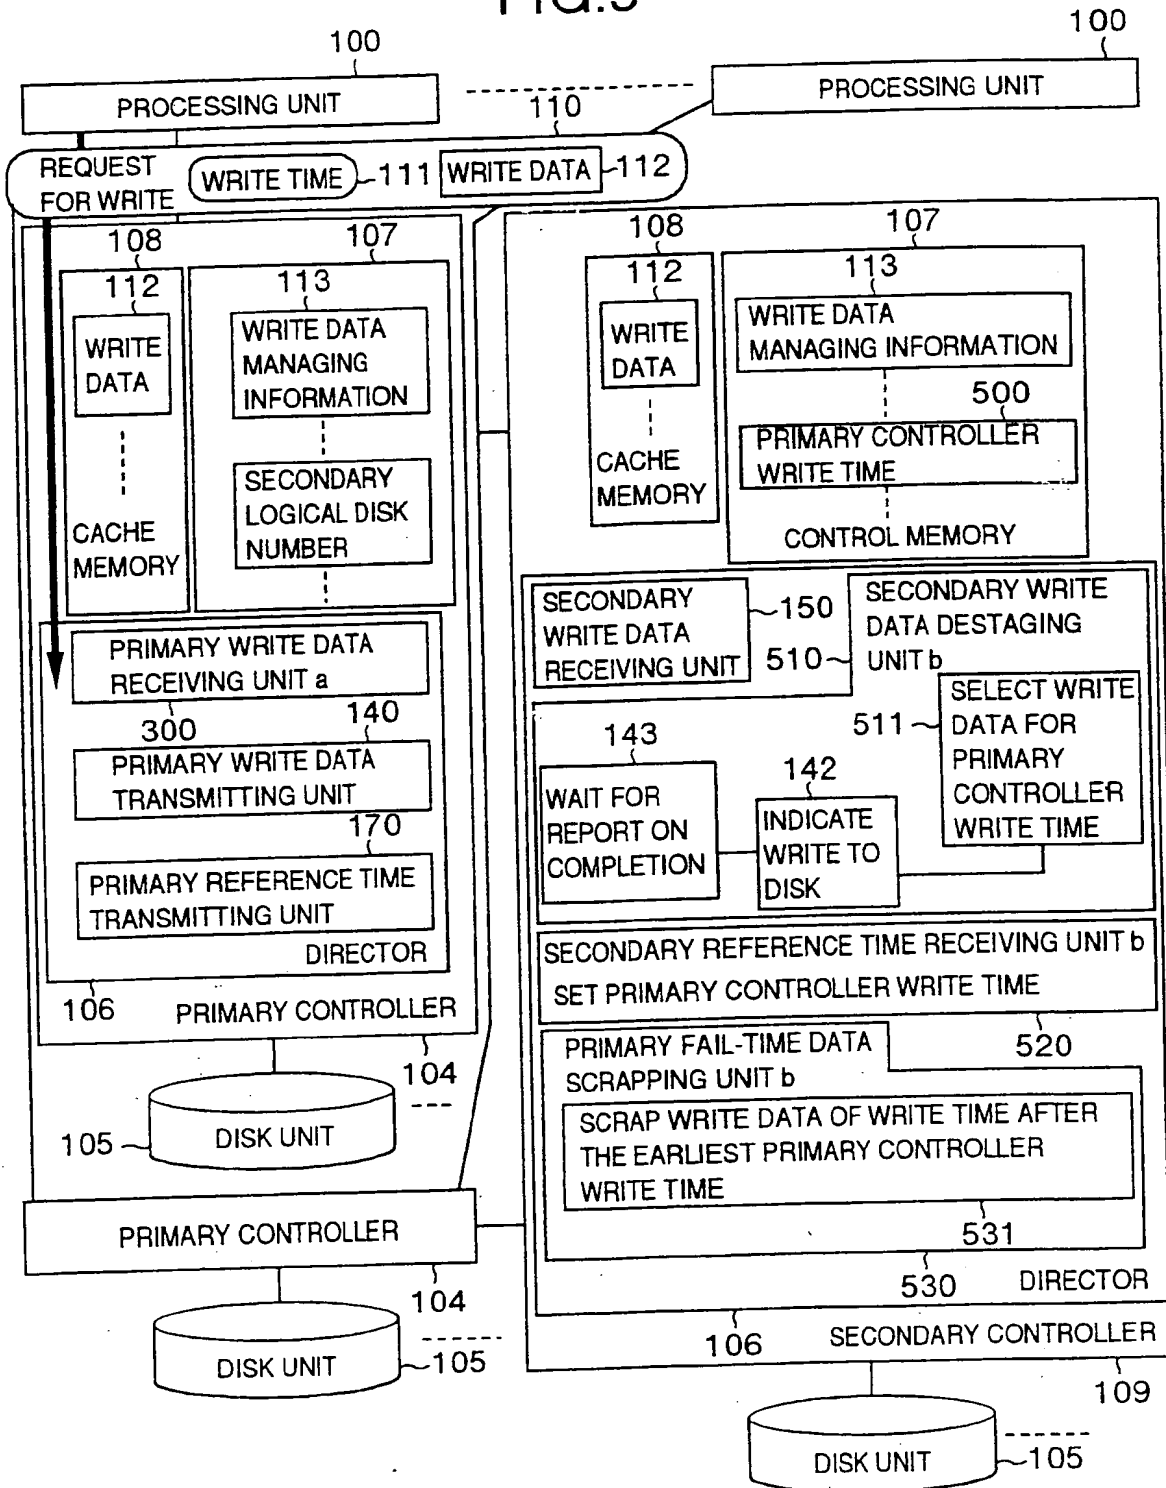 FIG.5
100
100
PROCESSING UNIT
PROCESSING UNIT
110
REQUEST
FOR WRITE
WRITE TIME
111
WRITE DATA
112
108
107
112
113
WRITE
DATA
WRITE DATA
MANAGING
INFORMATION
SECONDARY
LOGICAL DISK
NUMBER
CACHE
MEMORY
PRIMARY WRITE DATA
RECEIVING UNIT a
300
140
PRIMARY WRITE DATA
TRANSMITTING UNIT
170
PRIMARY REFERENCE TIME
TRANSMITTING UNIT
DIRECTOR
106
PRIMARY CONTROLLER
104
105
DISK UNIT
PRIMARY CONTROLLER
104
DISK UNIT
105
108
107
112
113
WRITE
DATA
WRITE DATA
MANAGING INFORMATION
500
PRIMARY CONTROLLER
WRITE TIME
CACHE
MEMORY
CONTROL MEMORY
SECONDARY
WRITE DATA
RECEIVING UNIT
150
510
SECONDARY WRITE
DATA DESTAGING
UNIT b
511
SELECT WRITE
DATA FOR
PRIMARY
CONTROLLER
WRITE TIME
143
142
WAIT FOR
REPORT ON
COMPLETION
INDICATE
WRITE TO
DISK
SECONDARY REFERENCE TIME RECEIVING UNIT b
SET PRIMARY CONTROLLER WRITE TIME
520
PRIMARY FAIL-TIME DATA
SCRAPPING UNIT b
SCRAP WRITE DATA OF WRITE TIME AFTER
THE EARLIEST PRIMARY CONTROLLER
WRITE TIME
531
530
DIRECTOR
106
SECONDARY CONTROLLER
109
DISK UNIT
105